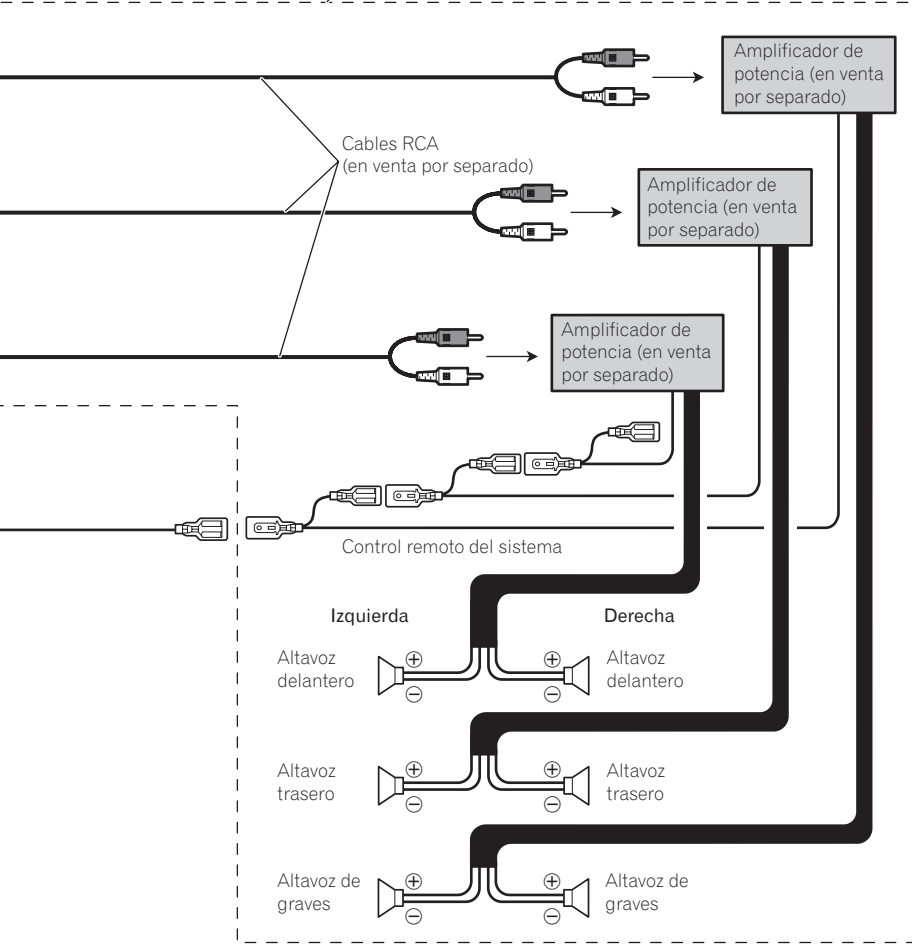 Amplificador de
potencia (en venta
por separado)
Cables RCA
(en venta por separado)
Amplificador de
potencia (en venta
por separado)
Amplificador de
potencia (en venta
por separado)
Control remoto del sistema
Izquierda
Derecha
Altavoz
delantero
+
−
+
−
Altavoz
delantero
Altavoz
trasero
+
−
+
−
Altavoz
trasero
Altavoz de
graves
+
−
+
−
Altavoz de
graves